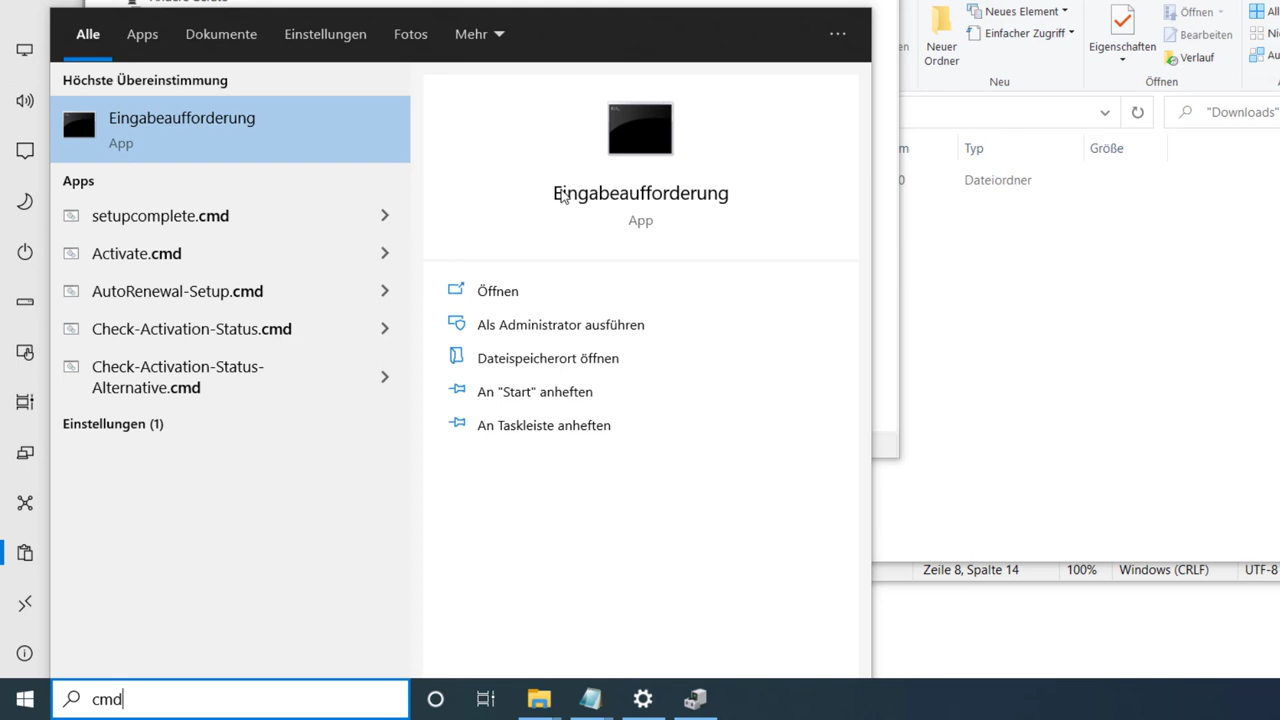 Alle Apps Dokumente Einstellungen Fotos Mehr
Höchste Übereinstimmung
Eingabeaufforderung
App
Apps
setupcomplete.cmd
Activate.cmd
AutoRenewal-Setup.cmd
Check-Activation-Status.cmd
Check-Activation-Status-
Alternative.cmd
Einstellungen (1)
Eingabeaufforderung
App
Öffnen
Als Administrator ausführen
Dateispeicherort öffnen
An "Start" anheften
An Taskleiste anheften
cmd
Neuer
Ordner
Neues Element
Einfacher Zugriff
Neu
Eigenschaften
Öffnen
Bearbeiten
Verlauf
Öffnen
"Downloads"
Typ Größe
Dateiordner
Zeile 8, Spalte 14 100% Windows (CRLF) UTF-8